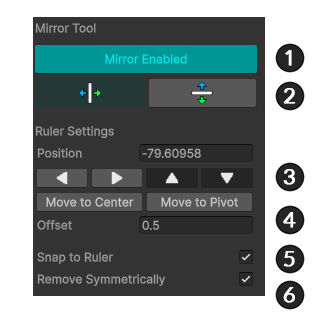 Mirror Tool
Mirror Enabled
1
2
Ruler Settings
Position -79.60958
3
Move to Center Move to Pivot
4
Offset 0.5
Snap to Ruler
5
Remove Symmetrically
6